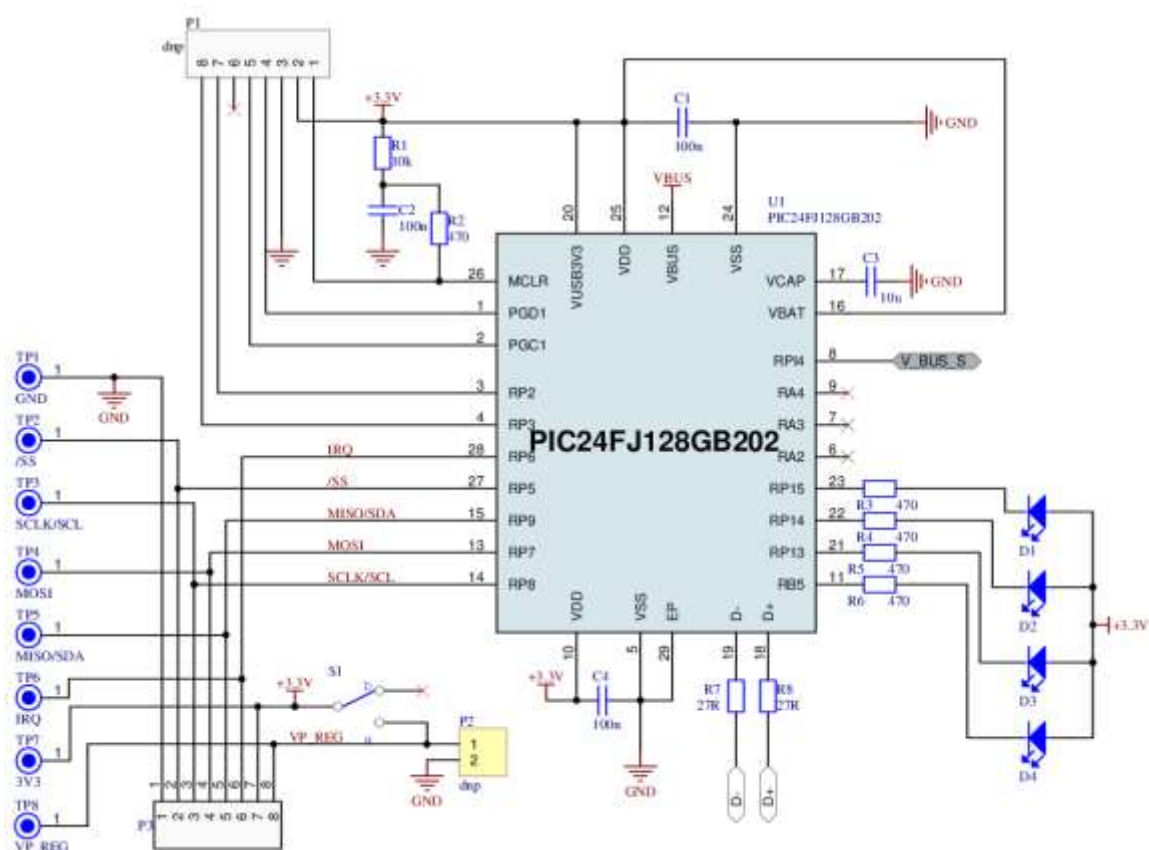 P1
dnp
8 7 6 5 4 3 2 1
+3.3V
C1
100n
GND
R1
10k
VBUS
C2
100n
R2
470
20
25
12
24
U1
PIC24FJ128GB202
VUSB3V3
VDD
VBUS
VSS
26 MCLR
VCAP 17
C3
10u
GND
1 PGD1
VBAT 16
2 PGC1
RPI4 8
V_BUS_S
TP1
1
GND
GND
3 RP2
RA4 9
4 RP3
RA3 7
PIC24FJ128GB202
TP2
1
/SS
IRQ 28 RP6
RA2 6
/SS 27 RP5
RP15 23
R3 470
TP3
1
SCLK/SCL
MISO/SDA 15 RP9
RP14 22
R4 470
D1
MOSI 13 RP7
RP13 21
R5 470
TP4
1
MOSI
SCLK/SCL 14 RP8
RB5 11
R6 470
D2
VDD
VSS
EP
D-
D+
+3.3V
TP5
1
MISO/SDA
10
5
29
19
18
D3
TP6
1
IRQ
S1
+3.3V
+3.3V
C4
100n
R7
27R
R8
27R
TP7
1
3V3
VP_REG
P2
1
2
dnp
GND
D4
GND
D-
D+
TP8
1
VP_REG
1 2 3 4 5 6 7 8
P3
1 2 3 4 5 6 7 8